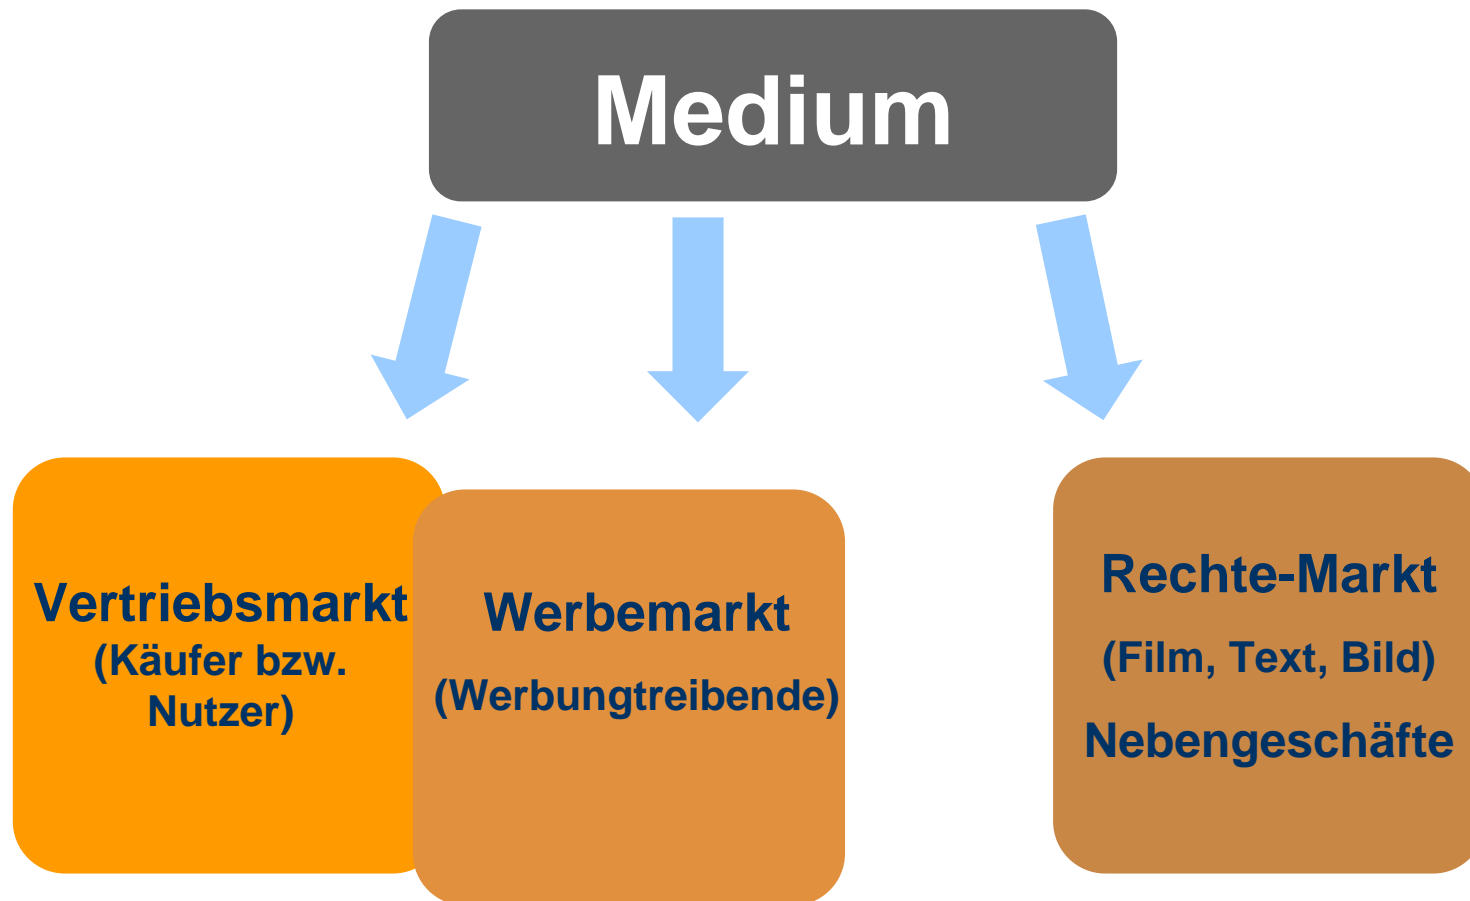 Medium
Vertriebsmarkt
(Käufer bzw.
Nutzer)
Werbemarkt
(Werbungtreibende)
Rechte-Markt
(Film, Text, Bild)
Nebengeschäfte